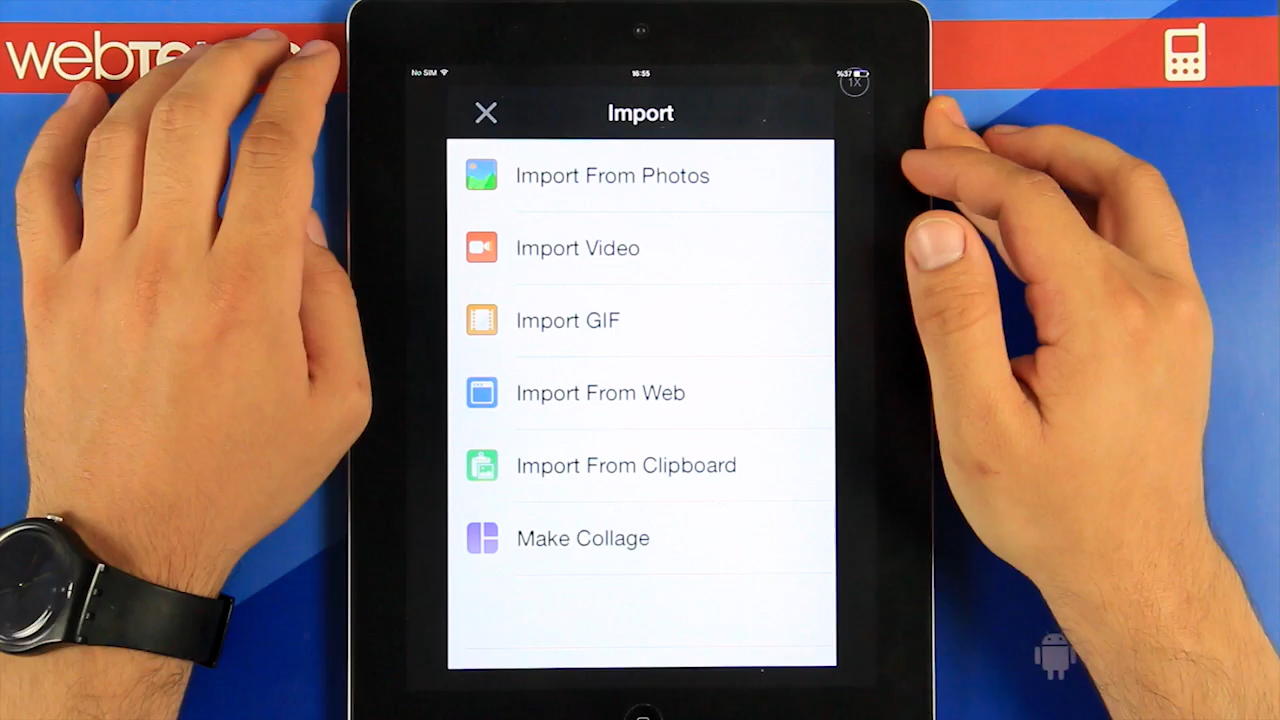 web
No SIM
16:55
%37
1X
Import
Import From Photos
Import Video
Import GIF
Import From Web
Import From Clipboard
Make Collage